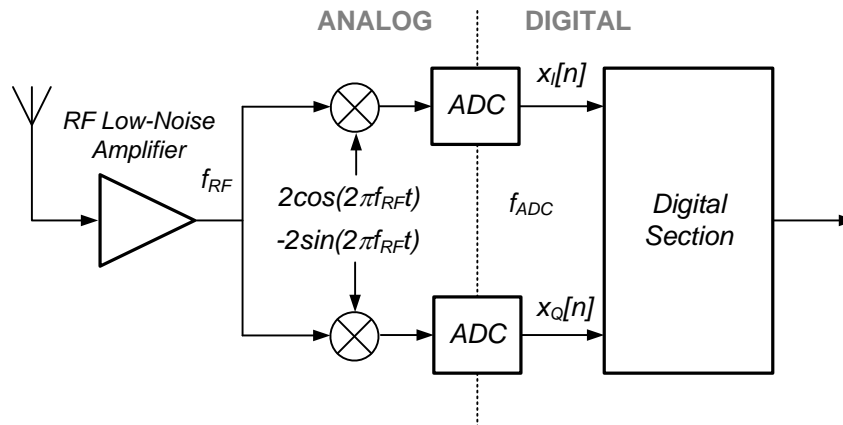 ANALOG
DIGITAL
RF Low-Noise
Amplifier
f_RF
2cos(2πf_RFt)
-2sin(2πf_RFt)
ADC
x_I[n]
f_ADC
Digital
Section
ADC
x_Q[n]